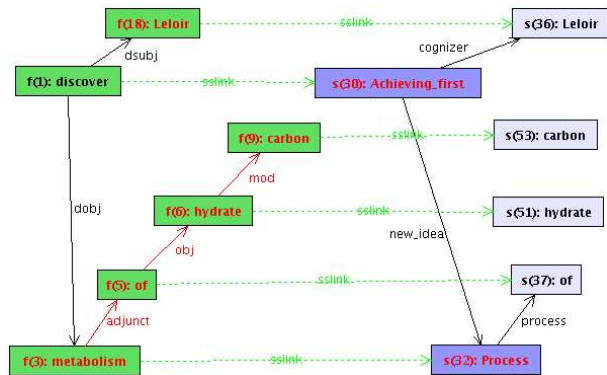 f(18): Leloir
sslink
s(36): Leloir
dsubj
cognizer
f(1): discover
sslink
s(30): Achieving_first
f(9): carbon
sslink
s(53): carbon
mod
dobj
f(6): hydrate
sslink
s(51): hydrate
new_idea
obj
f(5): of
sslink
s(37): of
adjunct
process
f(3): metabolism
sslink
s(32): Process